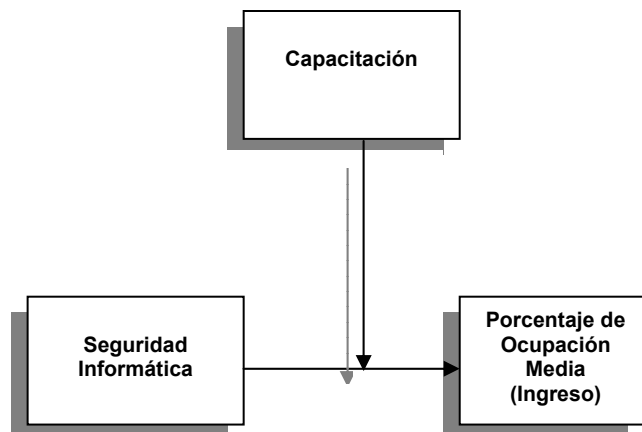 Capacitación
Seguridad
Informática
Porcentaje de
Ocupación
Media
(Ingreso)